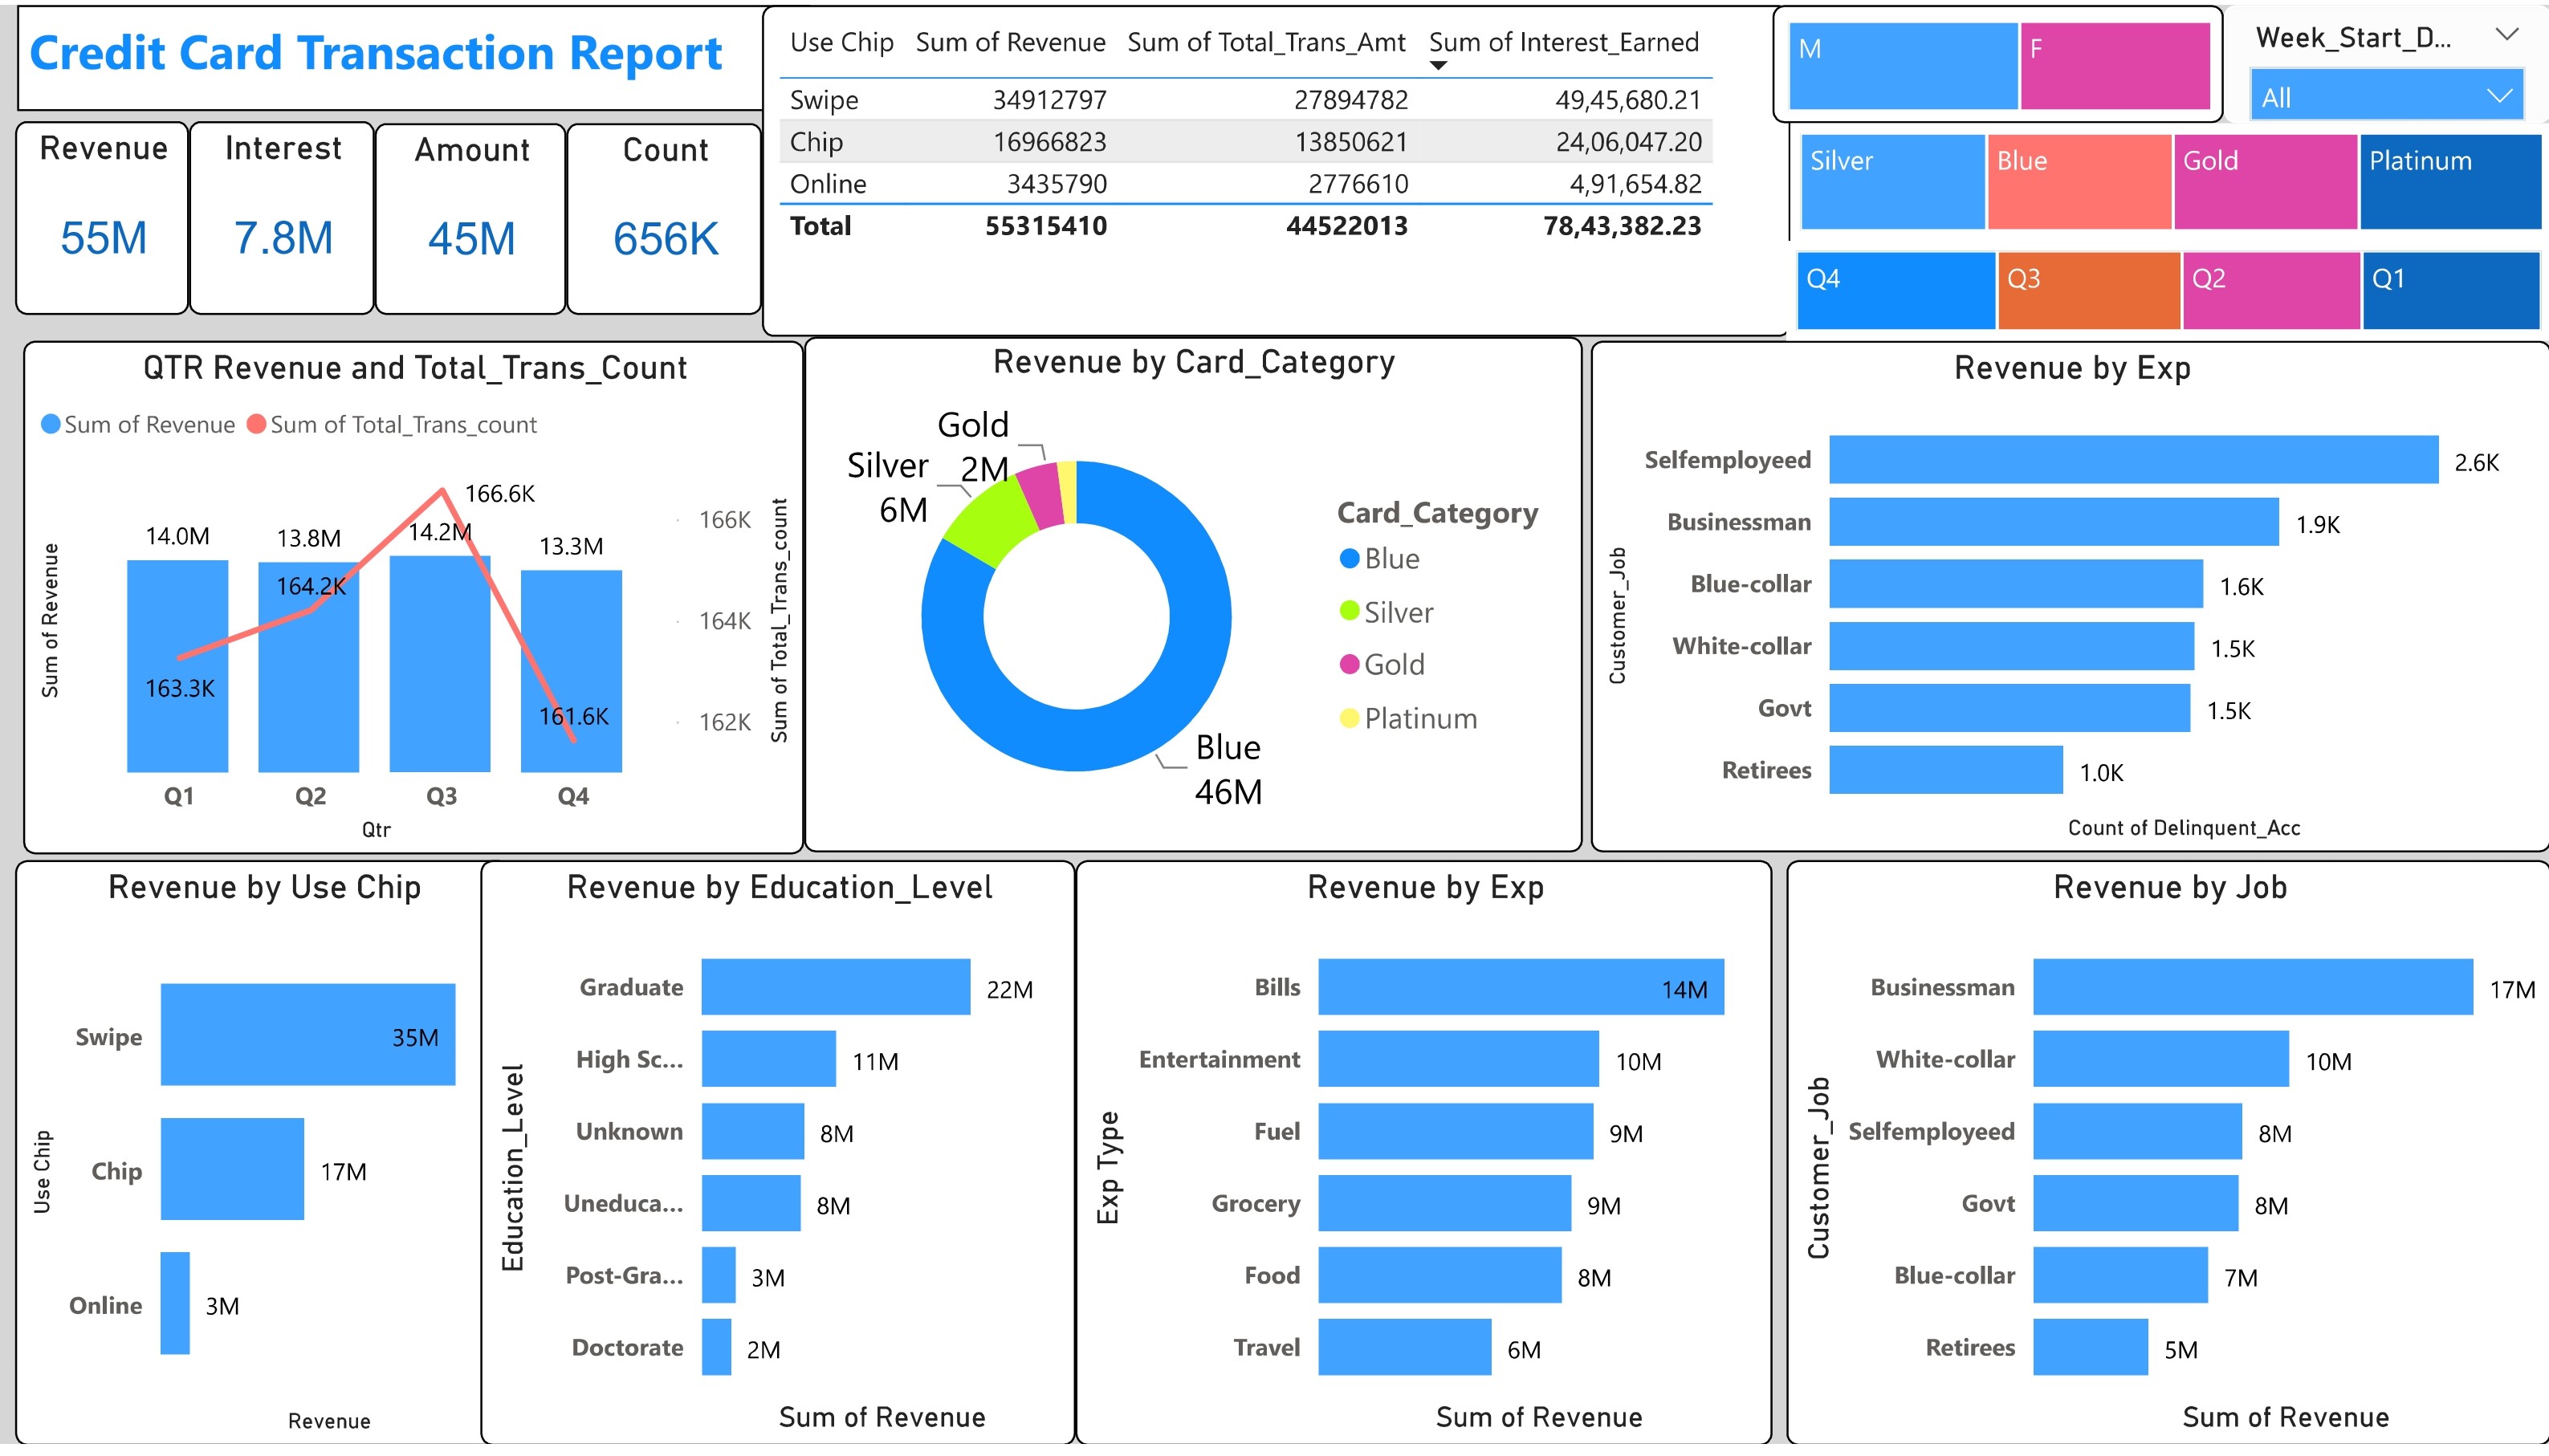 Credit Card Transaction Report
Revenue
55M
Interest
7.8M
Amount
45M
Count
656K
Use Chip Sum of Revenue Sum of Total_Trans_Amt Sum of Interest_Earned
Swipe 34912797 27894782 49,45,680.21
Chip 16966823 13850621 24,06,047.20
Online 3435790 2776610 4,91,654.82
Total 55315410 44522013 78,43,382.23
M F
Week_Start_D...
All
Silver Blue Gold Platinum
Q4 Q3 Q2 Q1
QTR Revenue and Total_Trans_Count
Sum of Revenue Sum of Total_Trans_count
Sum of Revenue
14.0M 13.8M 14.2M 13.3M
163.3K 164.2K 166.6K 161.6K
166K
164K
162K
Sum of Total_Trans_count
Q1 Q2 Q3 Q4
Qtr
Revenue by Card_Category
Gold
2M
Silver
6M
Blue
46M
Card_Category
Blue
Silver
Gold
Platinum
Revenue by Exp
Customer_Job
Selfemployeed 2.6K
Businessman 1.9K
Blue-collar 1.6K
White-collar 1.5K
Govt 1.5K
Retirees 1.0K
Count of Delinquent_Acc
Revenue by Use Chip
Use Chip
Swipe 35M
Chip 17M
Online 3M
Revenue
Revenue by Education_Level
Education_Level
Graduate 22M
High Sc... 11M
Unknown 8M
Uneduca... 8M
Post-Gra... 3M
Doctorate 2M
Sum of Revenue
Revenue by Exp
Exp Type
Bills 14M
Entertainment 10M
Fuel 9M
Grocery 9M
Food 8M
Travel 6M
Sum of Revenue
Revenue by Job
Customer_Job
Businessman 17M
White-collar 10M
Selfemployeed 8M
Govt 8M
Blue-collar 7M
Retirees 5M
Sum of Revenue